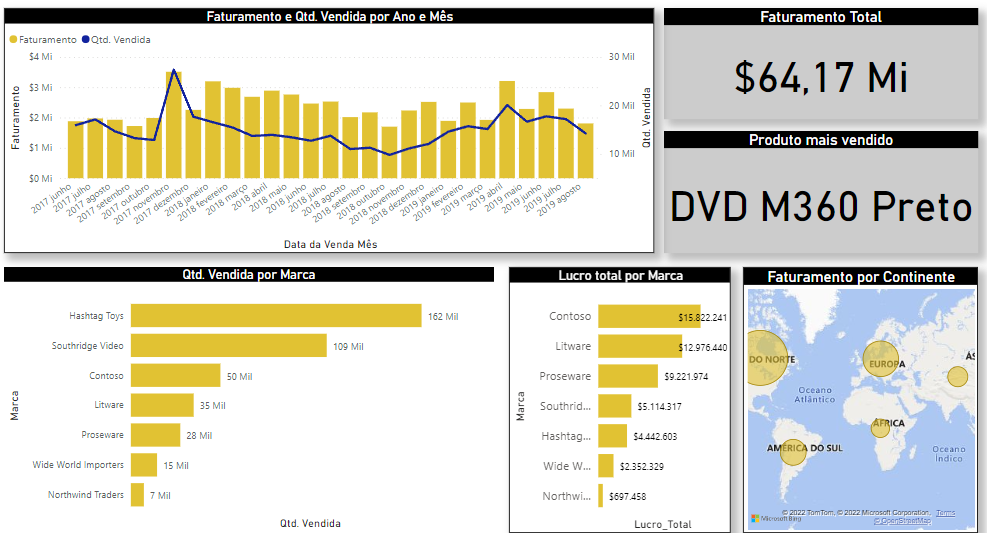 Faturamento e Qtd. Vendida por Ano e Mês
Faturamento Qtd. Vendida
$4 Mi
$3 Mi
$2 Mi
$1 Mi
$0 Mi
Faturamento
30 Mil
20 Mil
10 Mil
Qtd. Vendida
2017 junho
2017 julho
2017 agosto
2017 setembro
2017 outubro
2017 novembro
2017 dezembro
2018 janeiro
2018 fevereiro
2018 março
2018 abril
2018 maio
2018 junho
2018 julho
2018 agosto
2018 setembro
2018 outubro
2018 novembro
2018 dezembro
2019 janeiro
2019 fevereiro
2019 março
2019 abril
2019 maio
2019 junho
2019 julho
2019 agosto
Data da Venda Mês
Faturamento Total
$64,17 Mi
Produto mais vendido
DVD M360 Preto
Qtd. Vendida por Marca
Marca
Hashtag Toys 162 Mil
Southridge Video 109 Mil
Contoso 50 Mil
Litware 35 Mil
Proseware 28 Mil
Wide World Importers 15 Mil
Northwind Traders 7 Mil
Qtd. Vendida
Lucro total por Marca
Marca
Contoso $15.822.241
Litware $12.976.440
Proseware $9.221.974
Southrid... $5.114.317
Hashtag... $4.442.603
Wide W... $2.352.329
Northwi... $697.458
Lucro_Total
Faturamento por Continente
DO NORTE
EUROPA
ÁS
Oceano
Atlântico
ÁFRICA
AMÉRICA DO SUL
Oceano
Índico
© 2022 TomTom, © 2022 Microsoft Corporation, Terms
© OpenStreetMap
Microsoft Bing